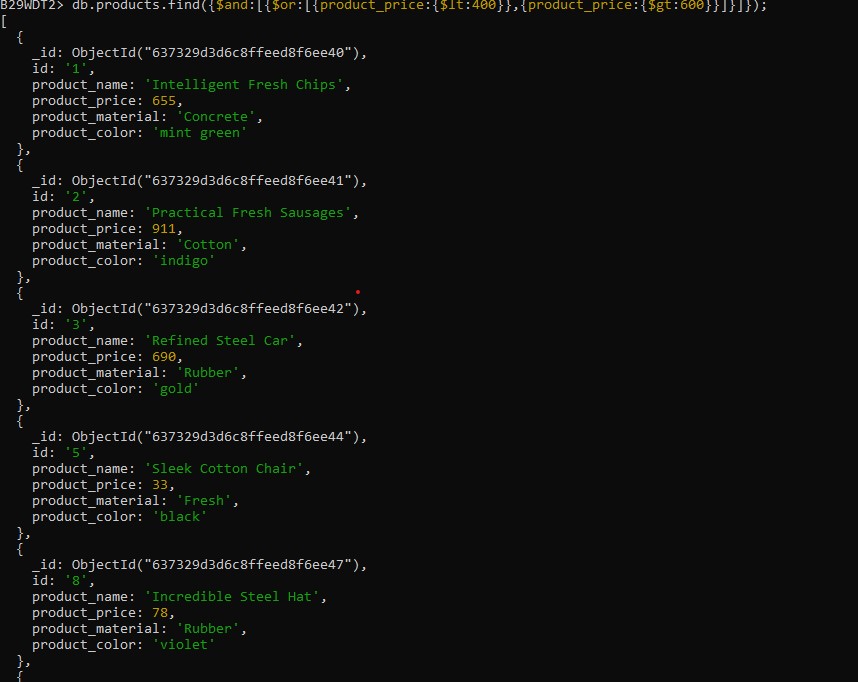 B29WDT2> db.products.find({$and:[{$or:[{product_price:{$lt:400}},{product_price:{$gt:600}}]}]});
[
  {
    _id: ObjectId("637329d3d6c8ffeed8f6ee40"),
    id: '1',
    product_name: 'Intelligent Fresh Chips',
    product_price: 655,
    product_material: 'Concrete',
    product_color: 'mint green'
  },
  {
    _id: ObjectId("637329d3d6c8ffeed8f6ee41"),
    id: '2',
    product_name: 'Practical Fresh Sausages',
    product_price: 911,
    product_material: 'Cotton',
    product_color: 'indigo'
  },
  {
    _id: ObjectId("637329d3d6c8ffeed8f6ee42"),
    id: '3',
    product_name: 'Refined Steel Car',
    product_price: 690,
    product_material: 'Rubber',
    product_color: 'gold'
  },
  {
    _id: ObjectId("637329d3d6c8ffeed8f6ee44"),
    id: '5',
    product_name: 'Sleek Cotton Chair',
    product_price: 33,
    product_material: 'Fresh',
    product_color: 'black'
  },
  {
    _id: ObjectId("637329d3d6c8ffeed8f6ee47"),
    id: '8',
    product_name: 'Incredible Steel Hat',
    product_price: 78,
    product_material: 'Rubber',
    product_color: 'violet'
  },
  {